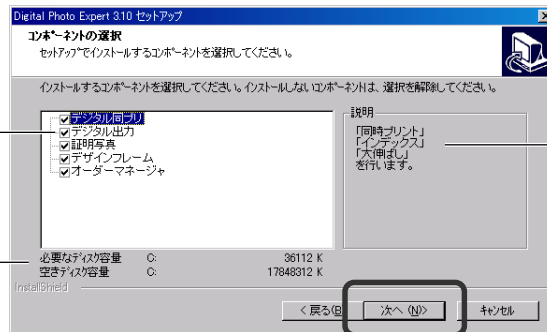 Digital Photo Expert 3.10 セットアップ
コンポーネントの選択
セットアップでインストールするコンポーネントを選択してください。
インストールするコンポーネントを選択してください。インストールしないコンポーネントは、選択を解除してください。
デジタル同プリ
デジタル出力
証明写真
デザインフレーム
オーダーマネージャ
説明
「同時プリント」
「インデックス」
「大伸ばし」
を行います。
必要なディスク容量 C: 36112 K
空きディスク容量 C: 17848312 K
InstallShield
< 戻る(B 次へ (N)> キャンセル